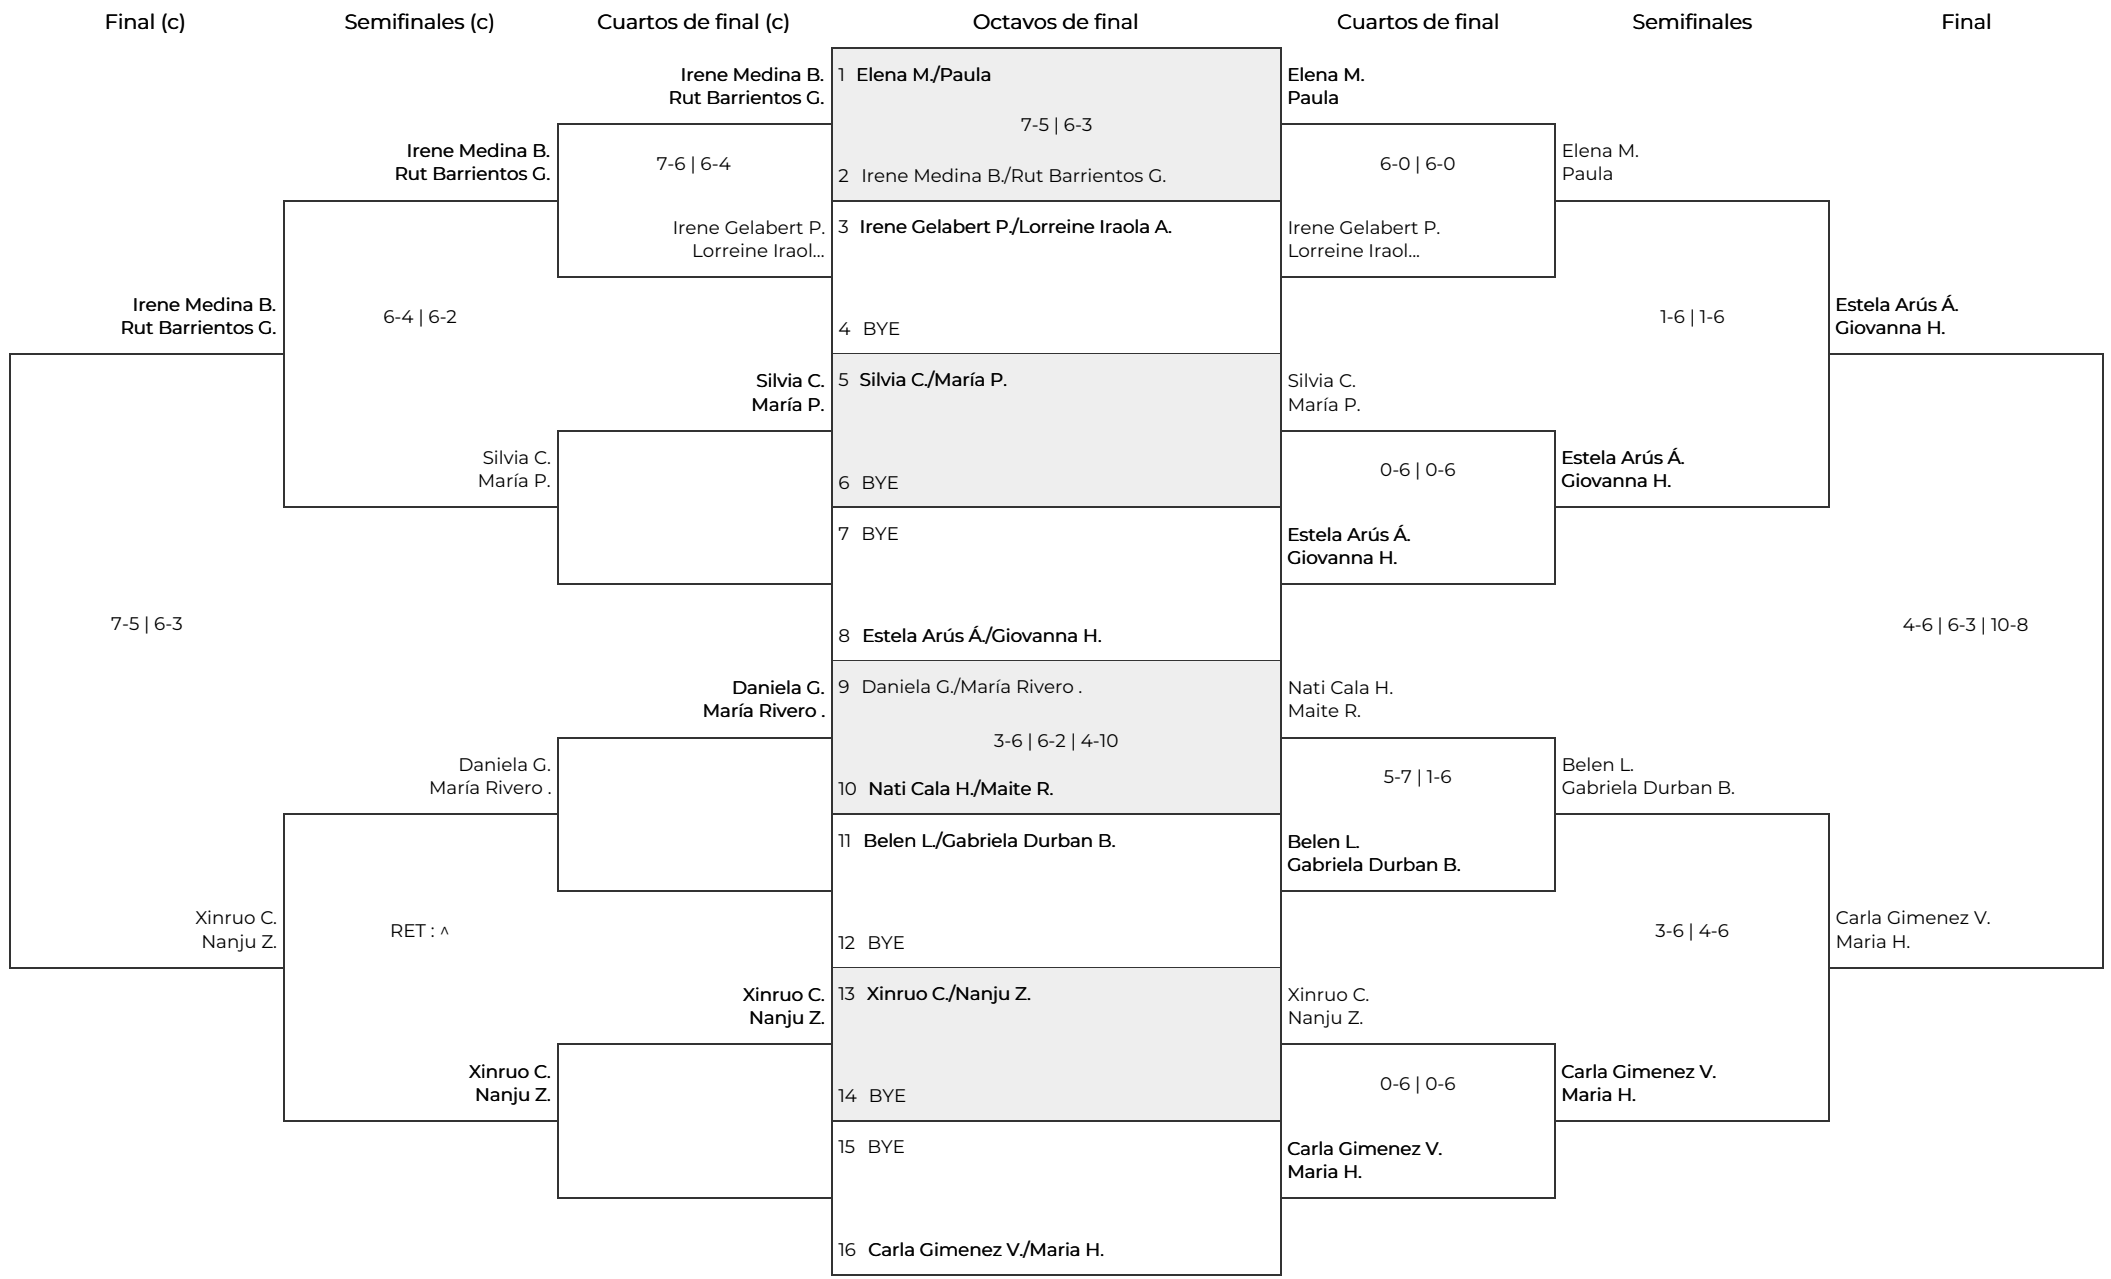 Final (c)
Semifinales (c)
Cuartos de final (c)
Octavos de final
Cuartos de final
Semifinales
Final
Irene Medina B.
Rut Barrientos G.
7-5 | 6-3
Xinruo C.
Nanju Z.
Irene Medina B.
Rut Barrientos G.
6-4 | 6-2
Silvia C.
María P.
Daniela G.
María Rivero .
RET : ^
Xinruo C.
Nanju Z.
Irene Medina B.
Rut Barrientos G.
7-6 | 6-4
Irene Gelabert P.
Lorreine Iraol...
Silvia C.
María P.
Daniela G.
María Rivero .
Xinruo C.
Nanju Z.
1 Elena M./Paula
7-5 | 6-3
2 Irene Medina B./Rut Barrientos G.
3 Irene Gelabert P./Lorreine Iraola A.
4 BYE
5 Silvia C./María P.
6 BYE
7 BYE
8 Estela Arús Á./Giovanna H.
9 Daniela G./María Rivero .
3-6 | 6-2 | 4-10
10 Nati Cala H./Maite R.
11 Belen L./Gabriela Durban B.
12 BYE
13 Xinruo C./Nanju Z.
14 BYE
15 BYE
16 Carla Gimenez V./Maria H.
Elena M.
Paula
6-0 | 6-0
Irene Gelabert P.
Lorreine Iraol...
Silvia C.
María P.
0-6 | 0-6
Estela Arús Á.
Giovanna H.
Nati Cala H.
Maite R.
5-7 | 1-6
Belen L.
Gabriela Durban B.
Xinruo C.
Nanju Z.
0-6 | 0-6
Carla Gimenez V.
Maria H.
Elena M.
Paula
1-6 | 1-6
Estela Arús Á.
Giovanna H.
Belen L.
Gabriela Durban B.
3-6 | 4-6
Carla Gimenez V.
Maria H.
Estela Arús Á.
Giovanna H.
4-6 | 6-3 | 10-8
Carla Gimenez V.
Maria H.